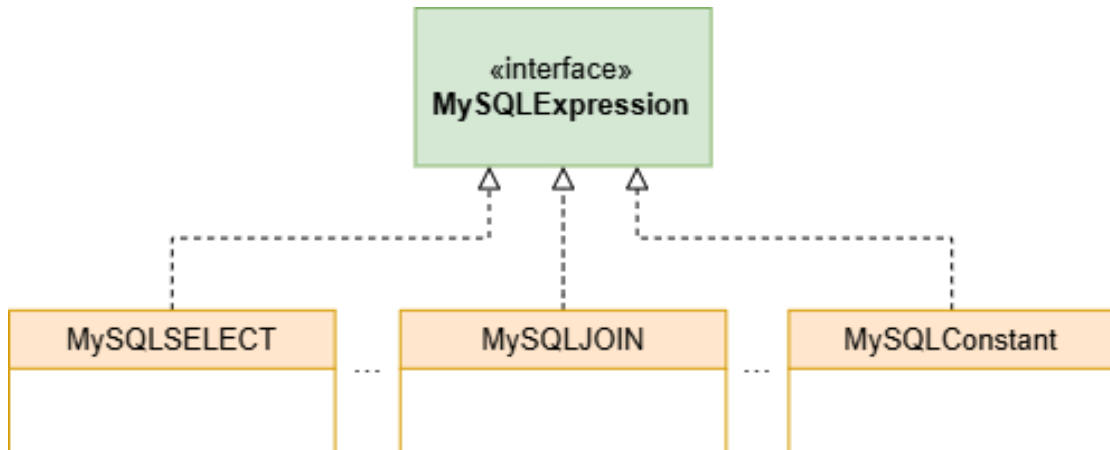 «interface»
MySQLExpression
MySQLSELECT
...
MySQLJOIN
...
MySQLConstant